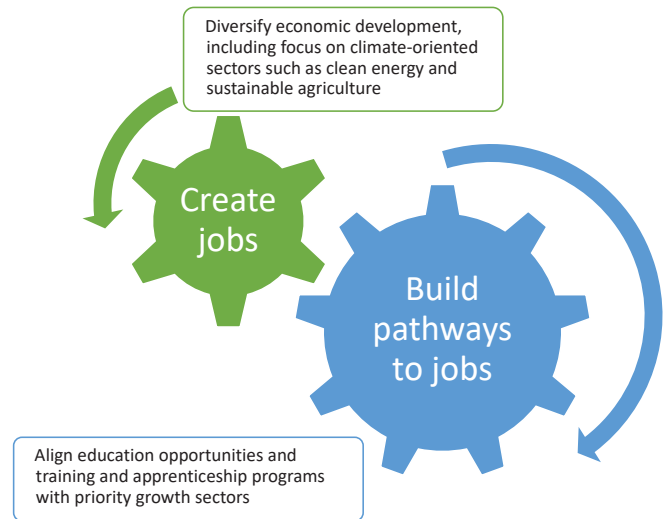 Diversify economic development,
including focus on climate-oriented
sectors such as clean energy and
sustainable agriculture
Create
jobs
Build
pathways
to jobs
Align education opportunities and
training and apprenticeship programs
with priority growth sectors